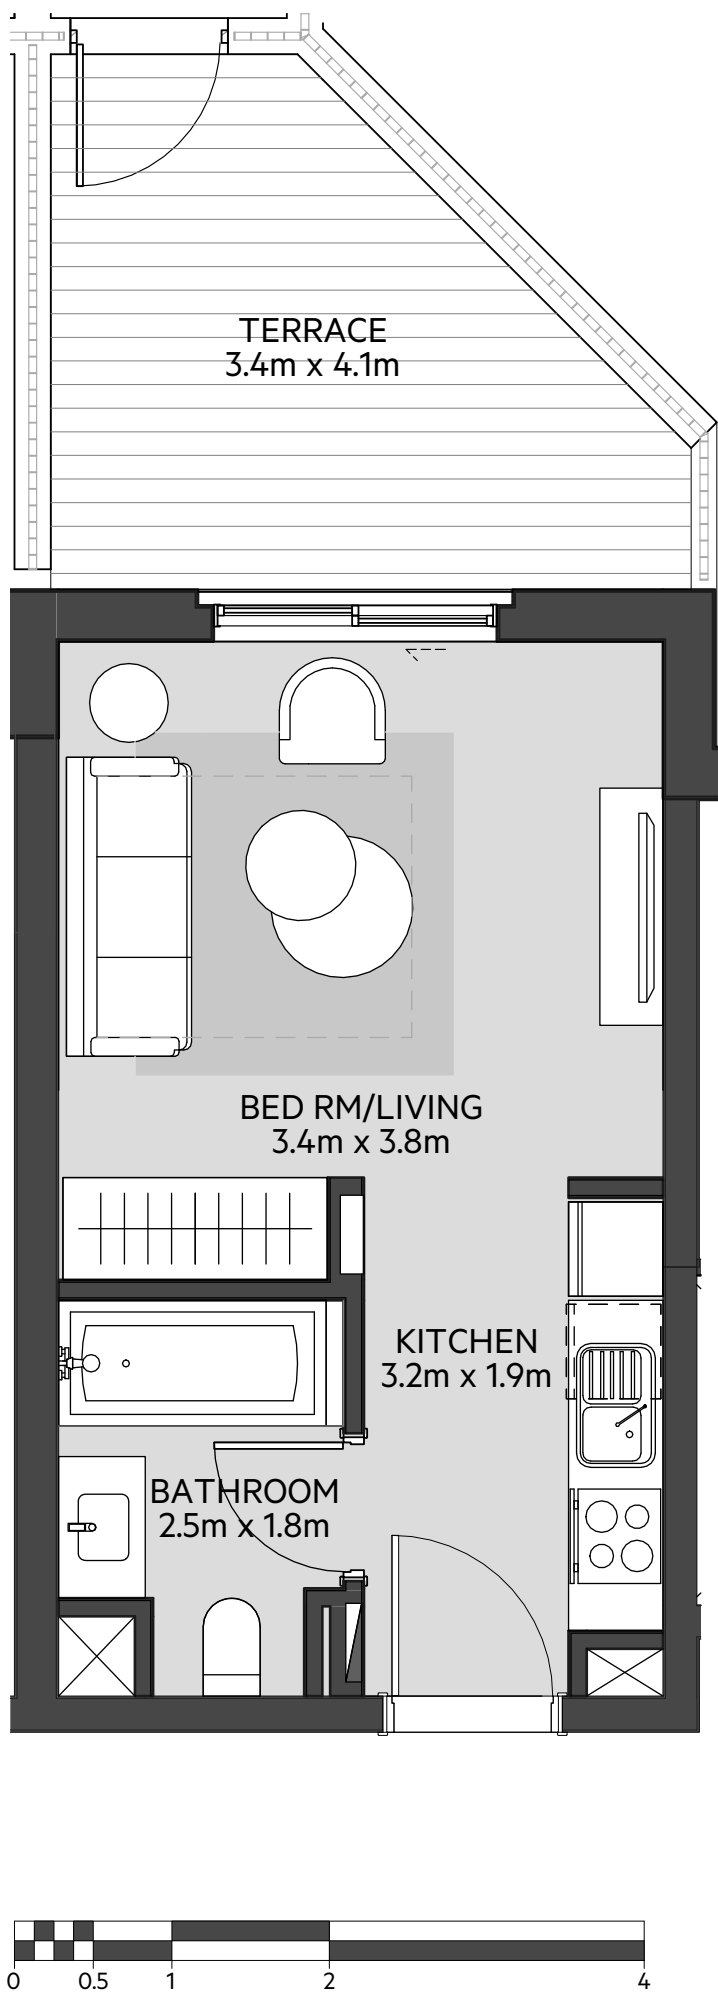 TERRACE
3.4m x 4.1m
BED RM/LIVING
3.4m x 3.8m
KITCHEN
3.2m x 1.9m
BATHROOM
2.5m x 1.8m
0 0.5 1 2 4